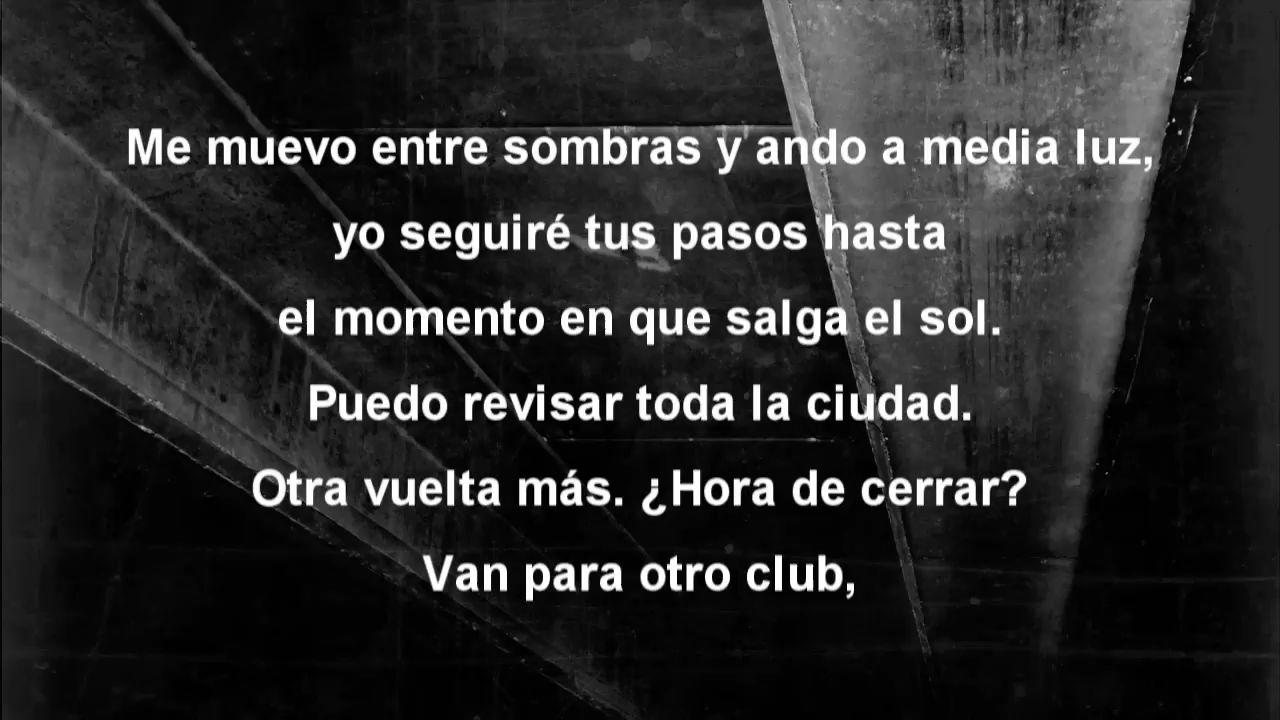 Me muevo entre sombras y ando a media luz,
yo seguiré tus pasos hasta
el momento en que salga el sol.
Puedo revisar toda la ciudad.
Otra vuelta más. ¿Hora de cerrar?
Van para otro club,